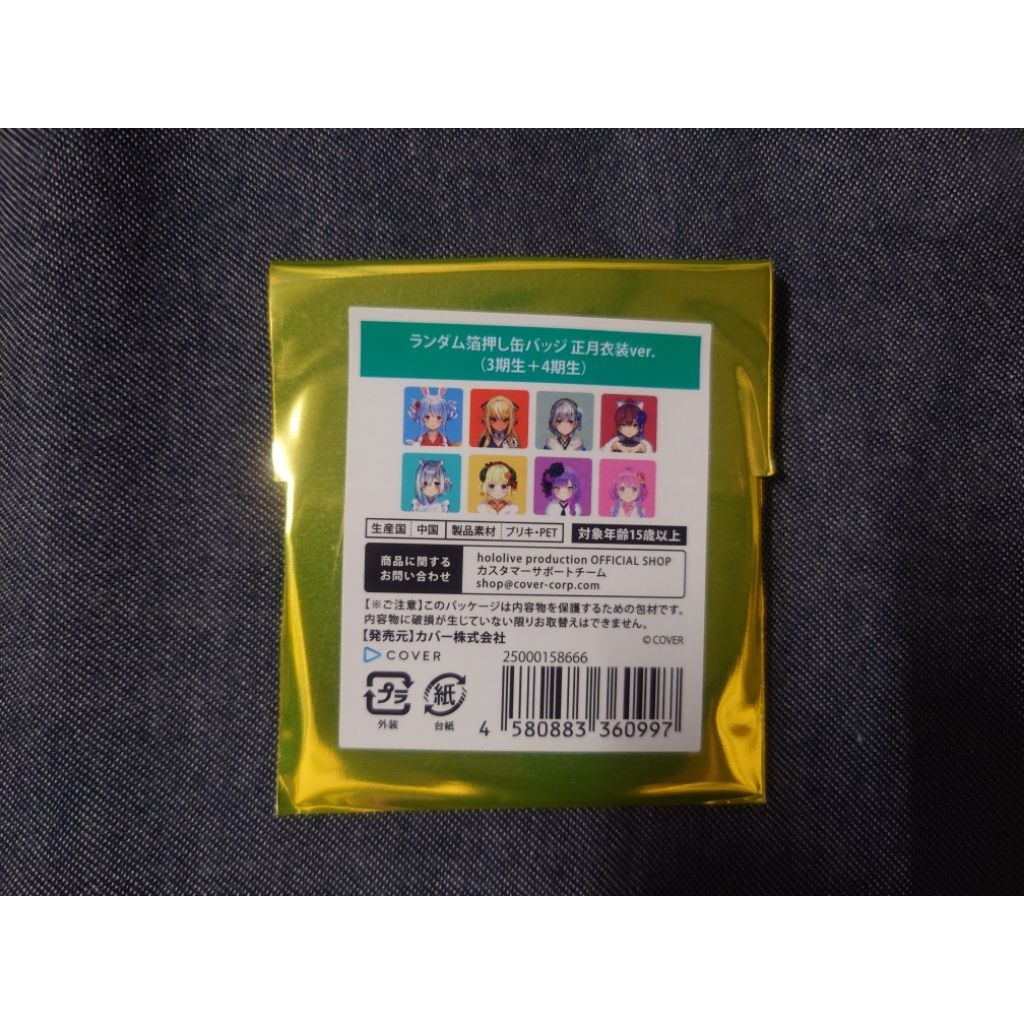 ランダム箔押し缶バッジ 正月衣装ver.
（3期生＋4期生）
生産国 中国 製品素材 ブリキ・PET 対象年齢15歳以上
商品に関する
お問い合わせ
hololive production OFFICIAL SHOP
カスタマーサポートチーム
shop@cover-corp.com
【※ご注意】このパッケージは内容物を保護するための包材です。
内容物に破損が生じていない限りお取替えはできません。
【発売元】カバー株式会社
©COVER
COVER
25000158666
プラ
外装
紙
台紙
4 580883 360997